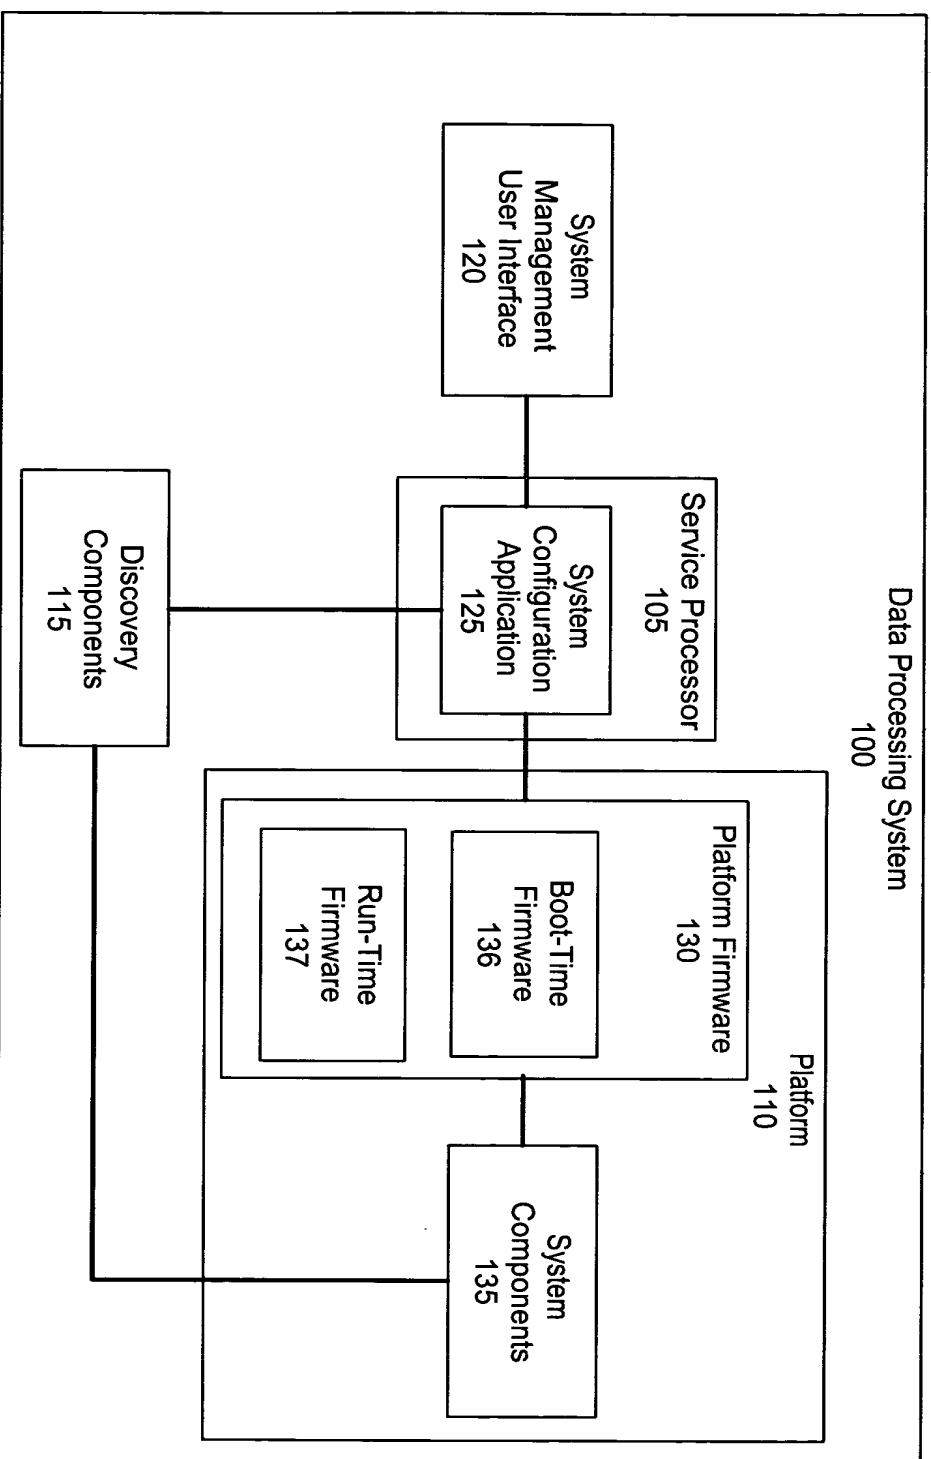 Data Processing System
100
System
Management
User Interface
120
Service Processor
105
System
Configuration
Application
125
Discovery
Components
115
Platform
110
Platform Firmware
130
Boot-Time
Firmware
136
Run-Time
Firmware
137
System
Components
135